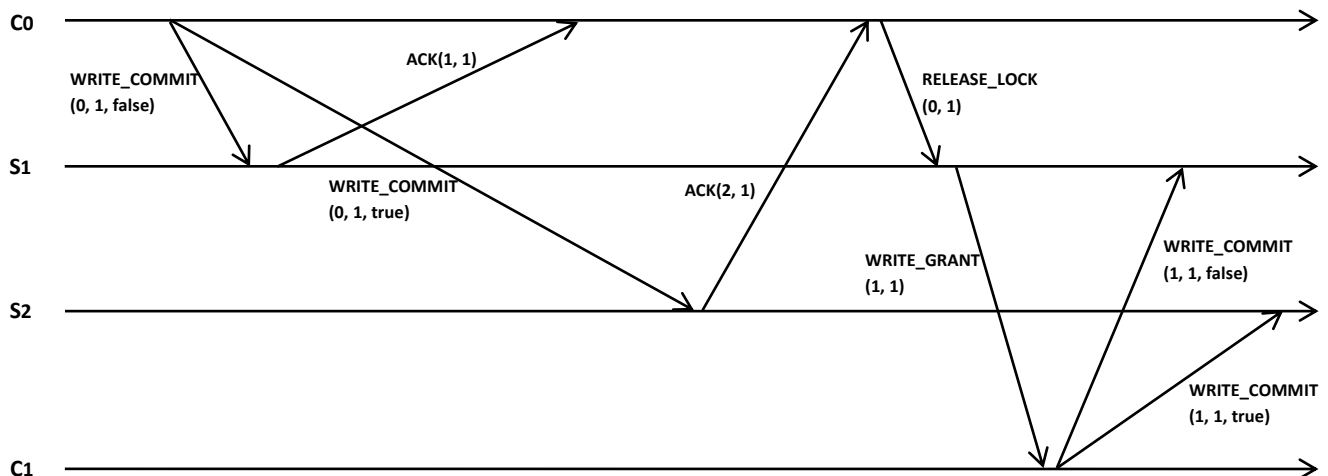 C0
ACK(1, 1)
WRITE_COMMIT
(0, 1, false)
RELEASE_LOCK
(0, 1)
S1
WRITE_COMMIT
(0, 1, true)
ACK(2, 1)
WRITE_GRANT
(1, 1)
WRITE_COMMIT
(1, 1, false)
S2
WRITE_COMMIT
(1, 1, true)
C1